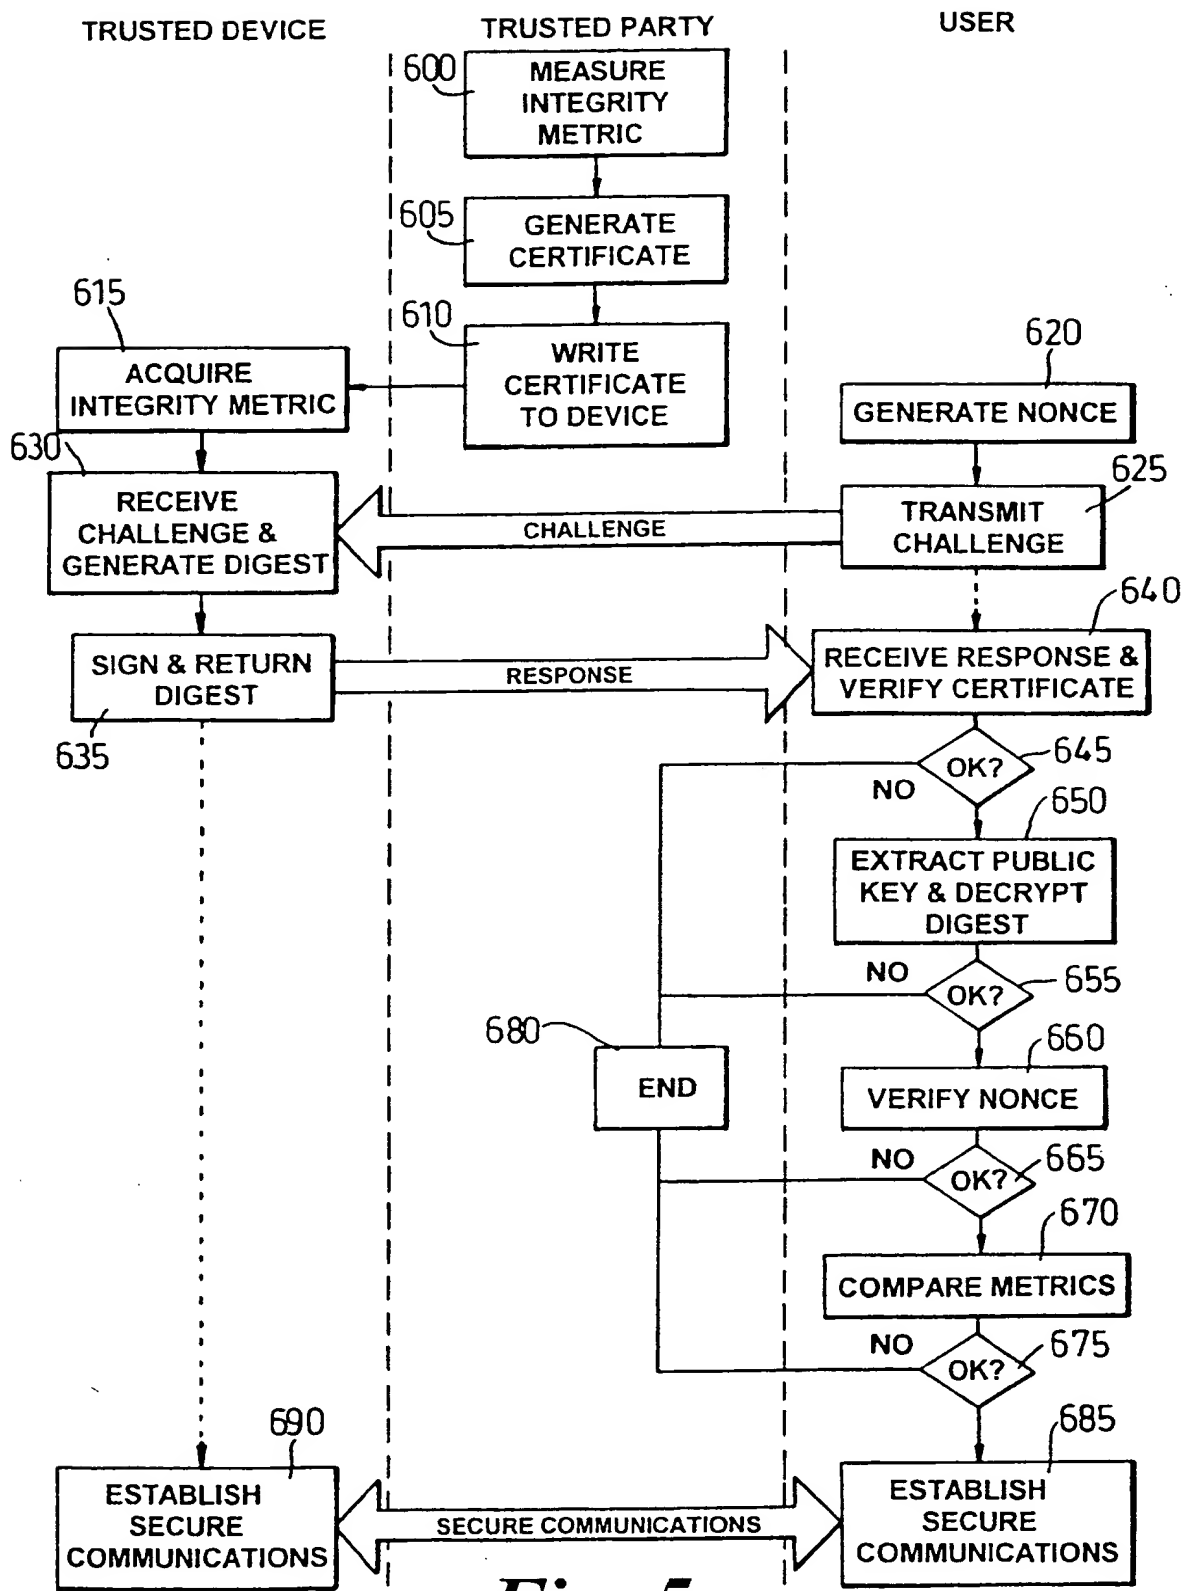 TRUSTED DEVICE
TRUSTED PARTY
USER
600
MEASURE
INTEGRITY
METRIC
605
GENERATE
CERTIFICATE
610
WRITE
CERTIFICATE
TO DEVICE
615
ACQUIRE
INTEGRITY METRIC
620
GENERATE NONCE
625
TRANSMIT
CHALLENGE
CHALLENGE
630
RECEIVE
CHALLENGE &
GENERATE DIGEST
SIGN & RETURN
DIGEST
635
RESPONSE
640
RECEIVE RESPONSE &
VERIFY CERTIFICATE
OK?
645
NO
650
EXTRACT PUBLIC
KEY & DECRYPT
DIGEST
NO
OK?
655
680
END
660
VERIFY NONCE
NO
OK?
665
670
COMPARE METRICS
NO
OK?
675
690
ESTABLISH
SECURE
COMMUNICATIONS
SECURE COMMUNICATIONS
685
ESTABLISH
SECURE
COMMUNICATIONS